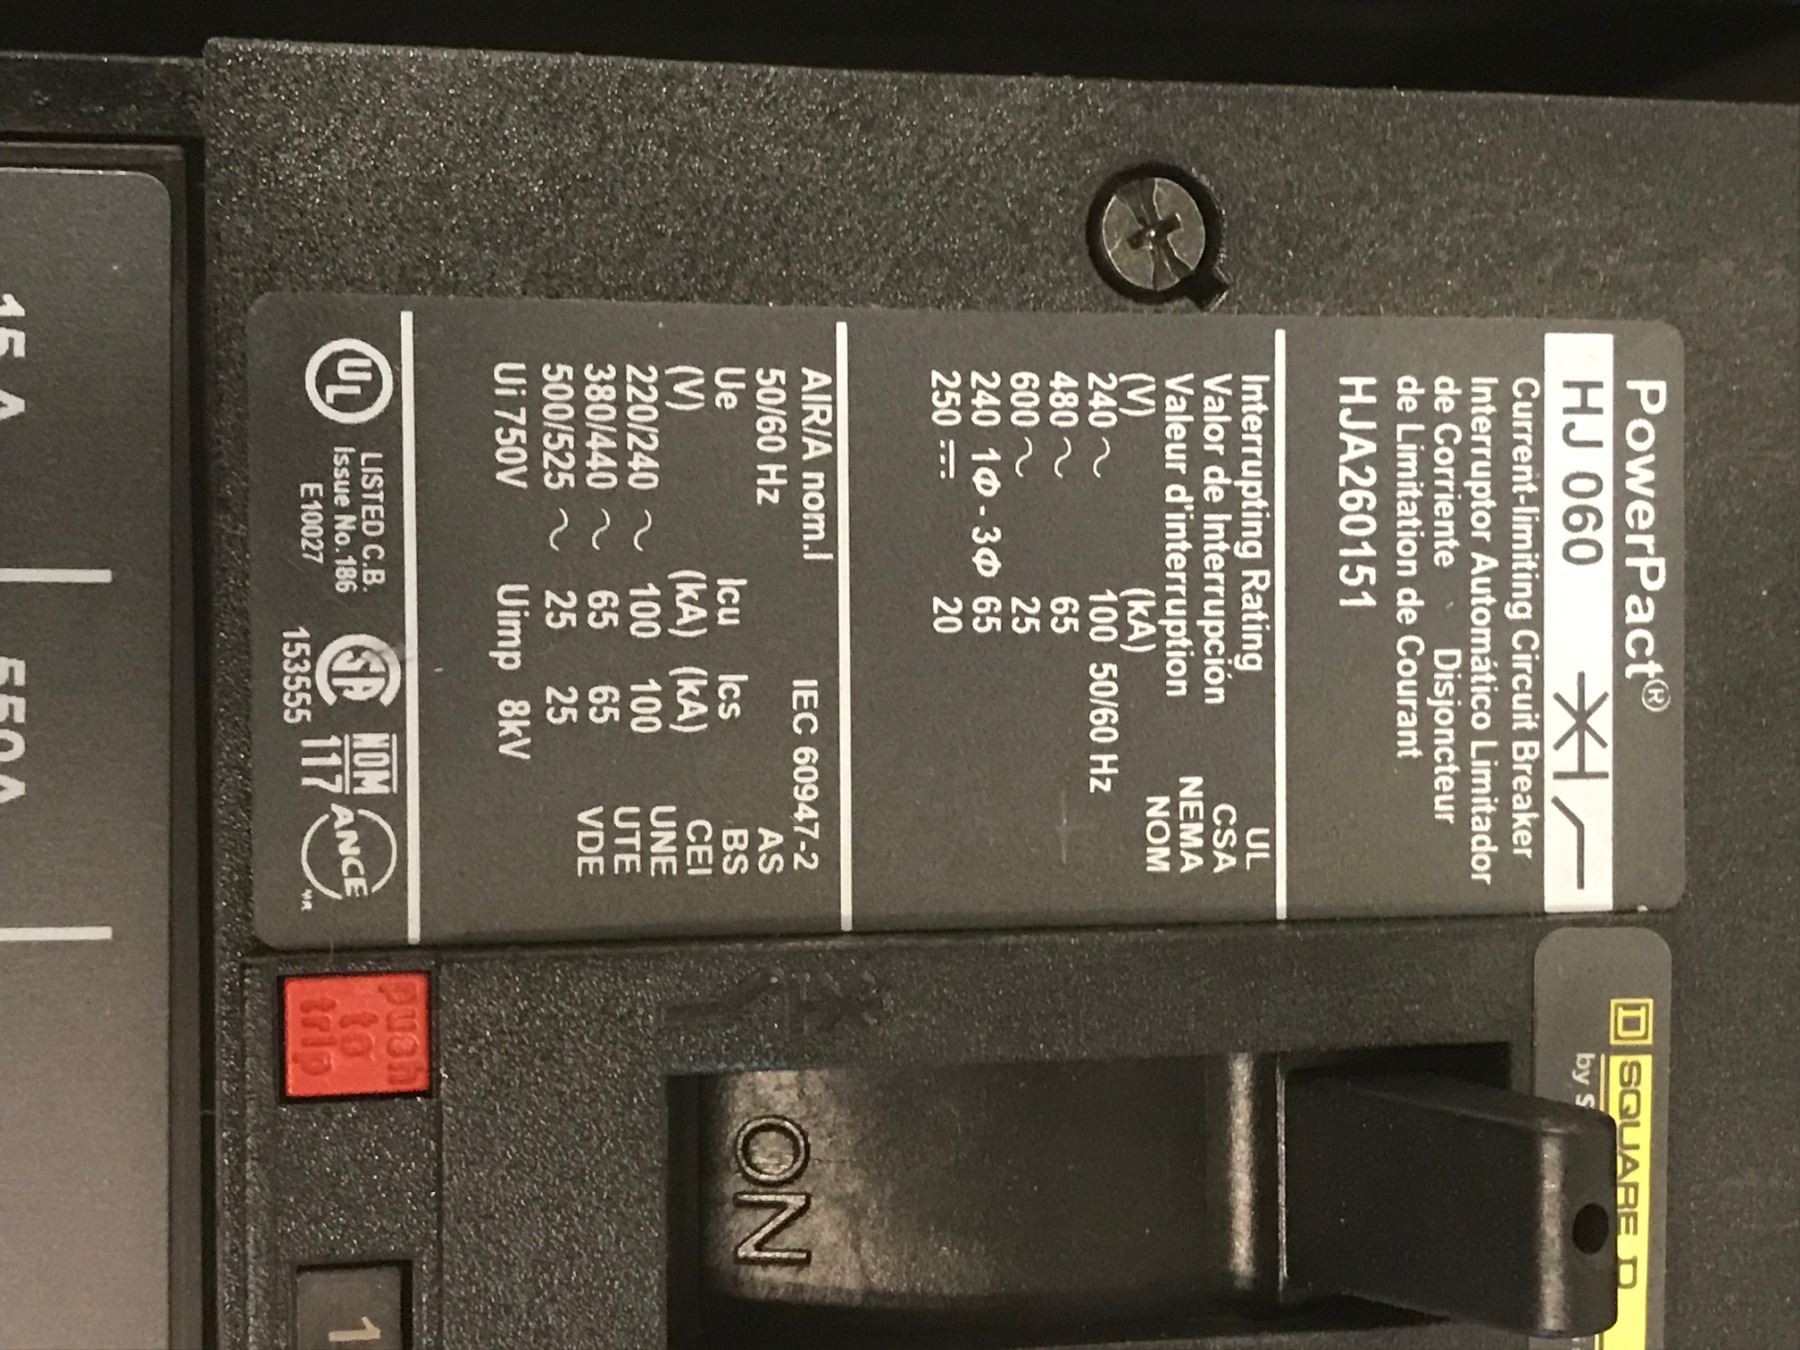 PowerPact®
HJ 060
Current-limiting Circuit Breaker
Interruptor Automático Limitador
de Corriente Disjoncteur
de Limitation de Courant
HJA260151
Interrupting Rating UL
Valor de Interrupción CSA
Valeur d'interruption NEMA
(V) (kA) NOM
240 ~ 100 50/60 Hz
480 ~ 65
600 ~ 25
240 1Φ - 3Φ 65
250 ⎓ 20
AIR/A nom.I IEC 60947-2
50/60 Hz AS
Ue Icu Ics BS
(V) (kA) (kA) CEI
220/240 ~ 100 100 UNE
380/440 ~ 65 65 UTE
500/525 ~ 25 25 VDE
Ui 750V Uimp 8kV
UL
LISTED C.B.
Issue No.186
E10027
SA
153555
NOM
117
ANCE
SQUARE D
by
ON
push
to
trip
1
15 A
550A